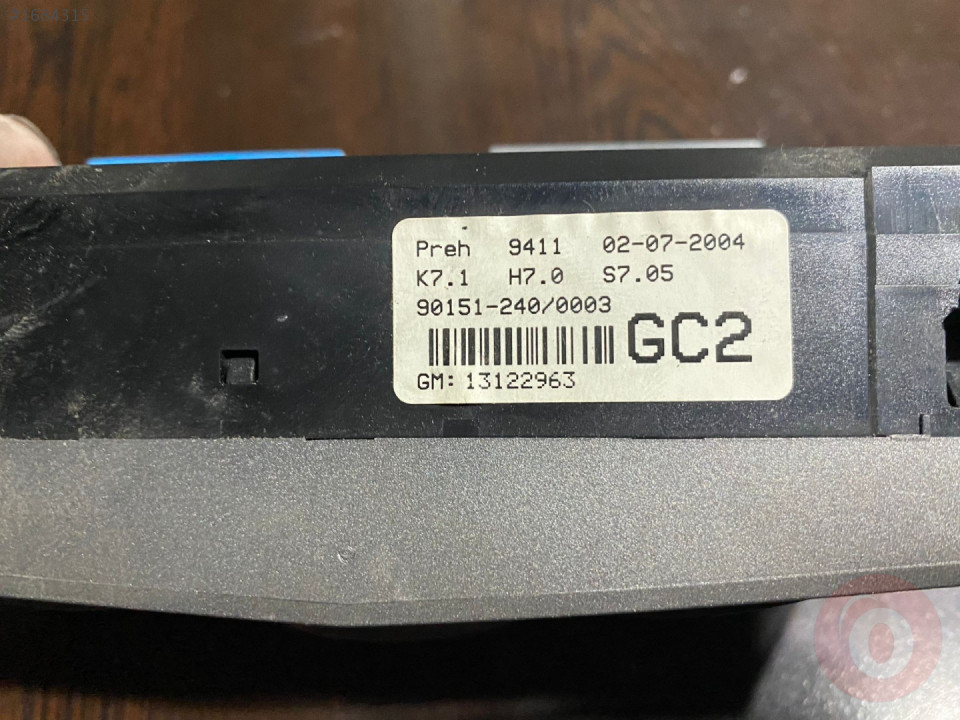 Preh 9411 02-07-2004
K7.1 H7.0 S7.05
90151-240/0003
GC2
GM: 13122963